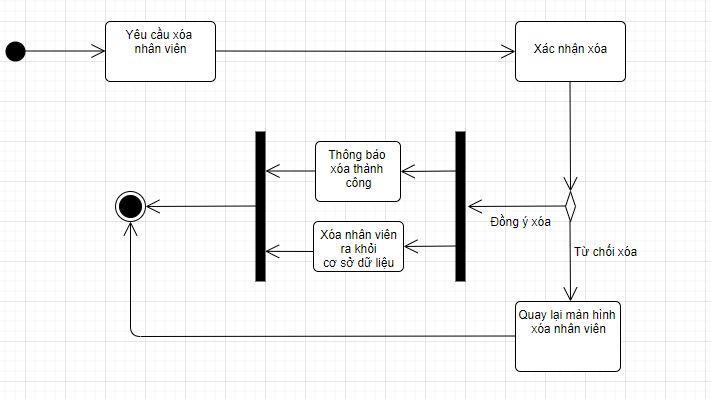 Yêu cầu xóa
nhân viên
Xác nhận xóa
Thông báo
xóa thành
công
Đồng ý xóa
Xóa nhân viên
ra khỏi
cơ sở dữ liệu
Từ chối xóa
Quay lại màn hình
xóa nhân viên